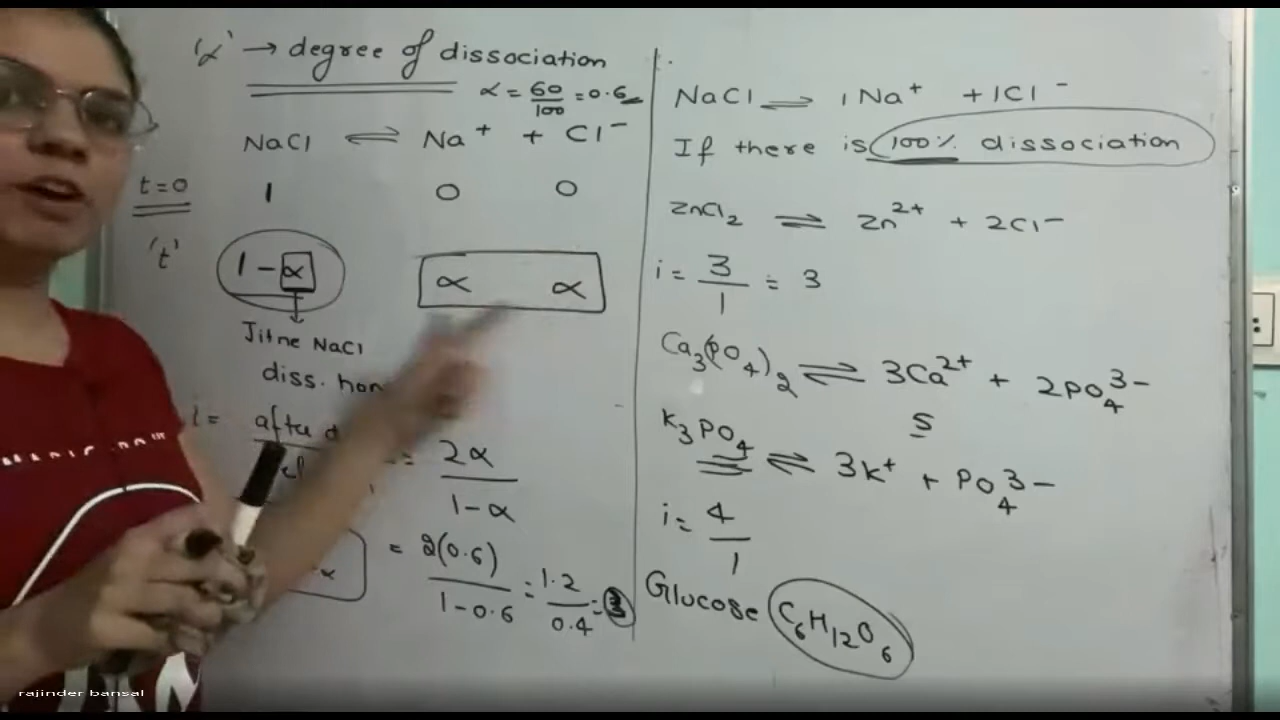 'α' → degree of dissociation
α = 60/100 = 0.6
NaCl ⇌ Na⁺ + Cl⁻
t=0 1 0 0
't' 1-α α α
Jitne NaCl
diss.
i = after = 2α/1-α
= 2(0.6)/1-0.6 = 1.2/0.4 = 3
NaCl ⇌ 1Na⁺ + 1Cl⁻
If there is 100% dissociation
ZnCl₂ ⇌ Zn²⁺ + 2Cl⁻
i = 3/1 = 3
Ca₃(PO₄)₂ ⇌ 3Ca²⁺ + 2PO₄³⁻
5
K₃PO₄ ⇌ 3K⁺ + PO₄³⁻
i = 4/1
Glucose C₆H₁₂O₆
rajinder bansal